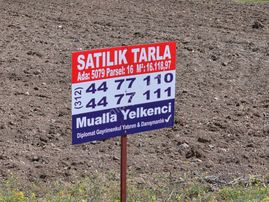 SATILIK TARLA
Ada: 5079 Parsel: 16 M²: 16.118,97
(312) 44 77 110
44 77 111
Mualla Yelkenci
Diplomat Gayrimenkul Yatırım & Danışmanlık